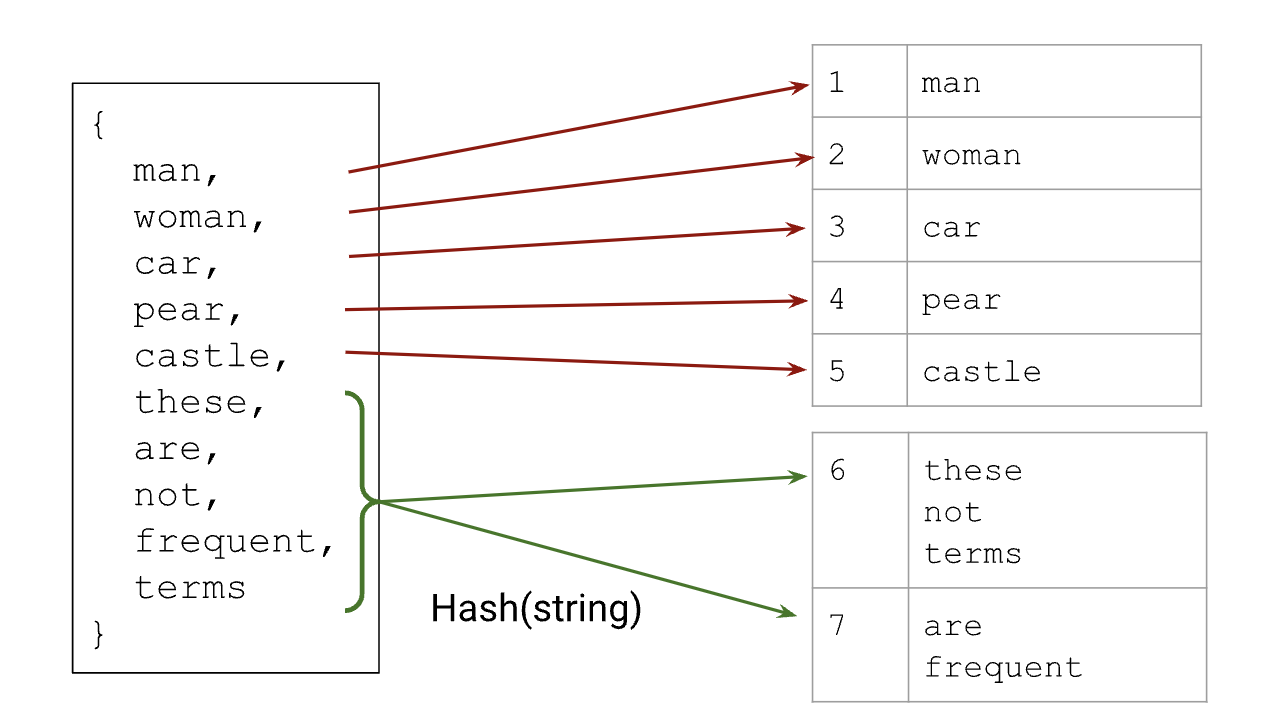 {
man,
woman,
car,
pear,
castle,
these,
are,
not,
frequent,
terms
}
Hash(string)
1 man
2 woman
3 car
4 pear
5 castle
6 these
not
terms
7 are
frequent